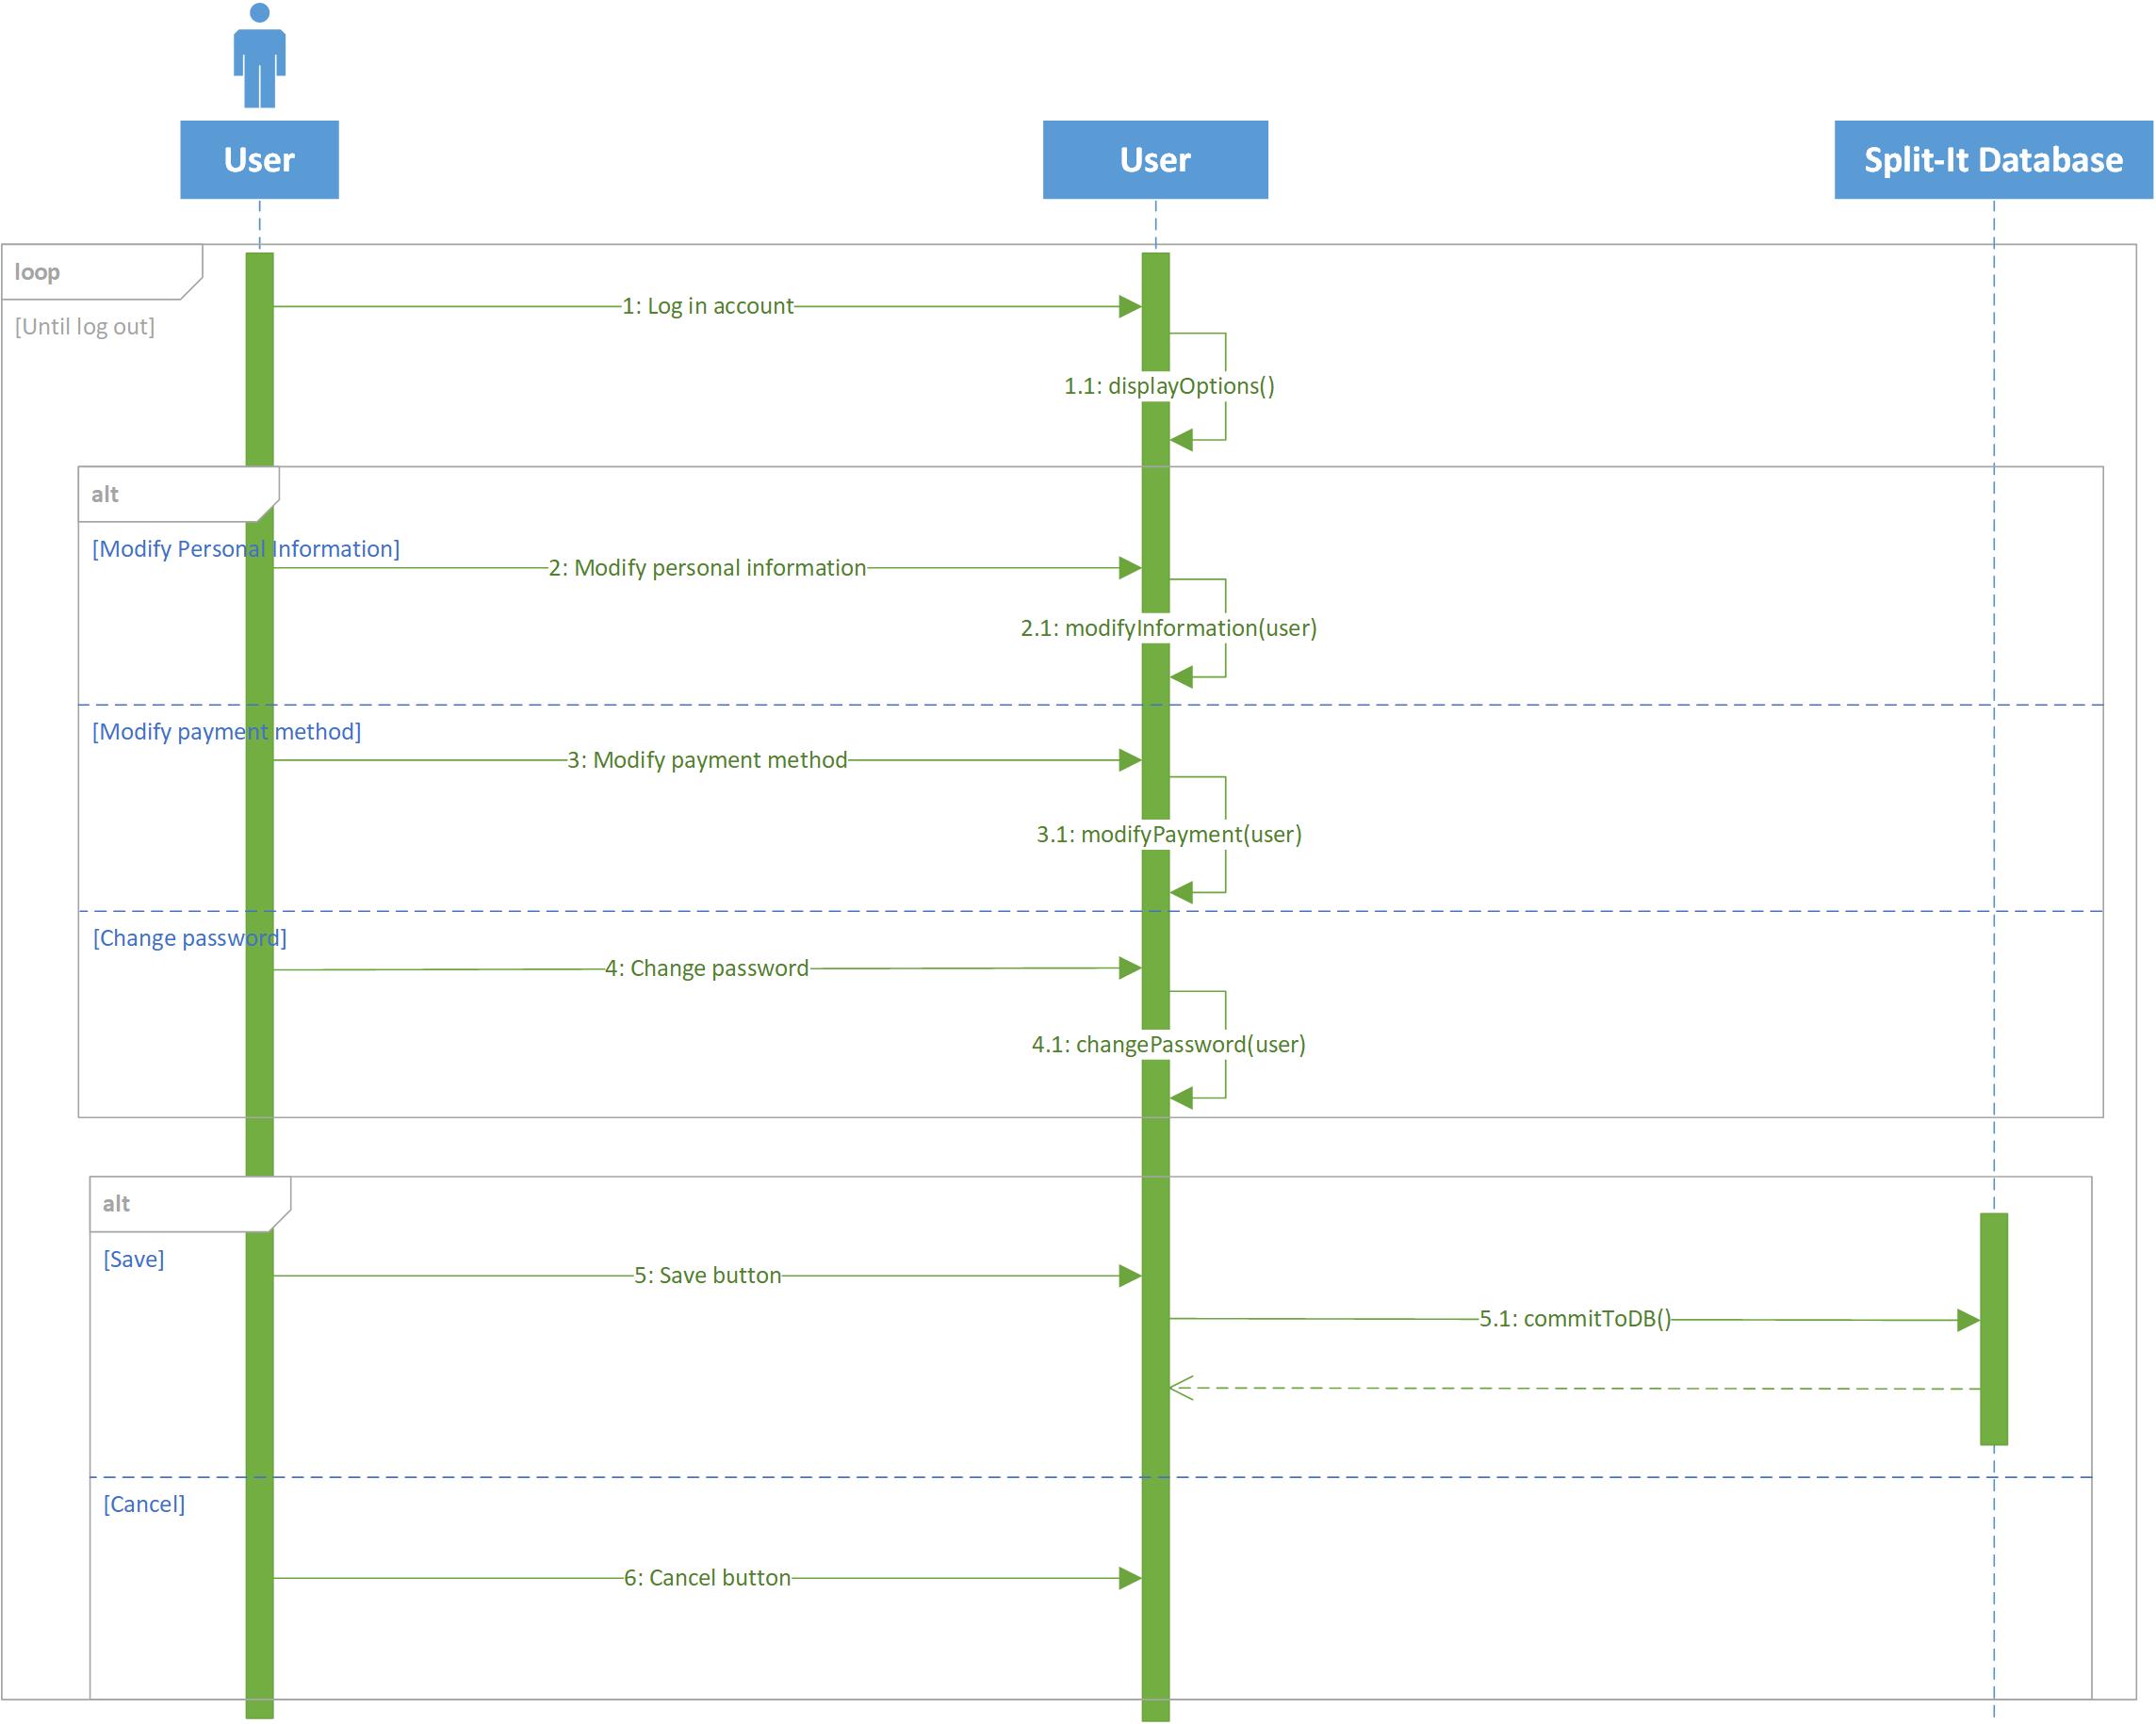 User
User
Split-It Database
loop
[Until log out]
1: Log in account
1.1: displayOptions()
alt
[Modify Personal Information]
2: Modify personal information
2.1: modifyInformation(user)
[Modify payment method]
3: Modify payment method
3.1: modifyPayment(user)
[Change password]
4: Change password
4.1: changePassword(user)
alt
[Save]
5: Save button
5.1: commitToDB()
[Cancel]
6: Cancel button